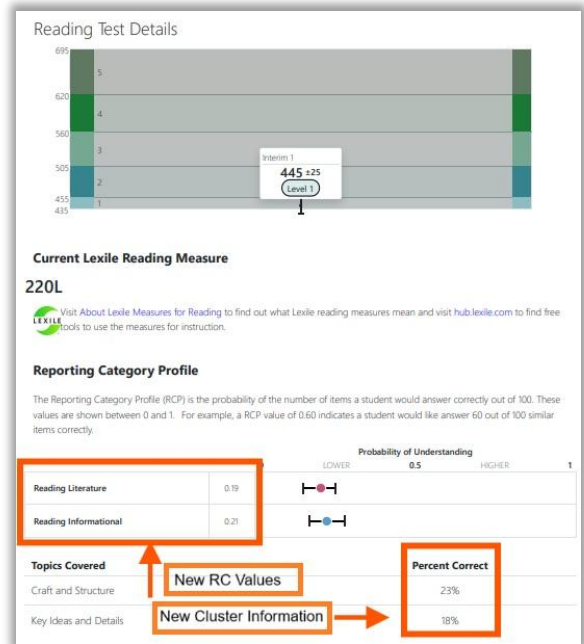 Reading Test Details
695
5
620
4
560
3
505
2
455
1
435
Interim 1
445 ±25
Level 1
Current Lexile Reading Measure
220L
LEXILE
Visit About Lexile Measures for Reading to find out what Lexile reading measures mean and visit hub.lexile.com to find free
tools to use the measures for instruction.
Reporting Category Profile
The Reporting Category Profile (RCP) is the probability of the number of items a student would answer correctly out of 100. These
values are shown between 0 and 1. For example, a RCP value of 0.60 indicates a student would like answer 60 out of 100 similar
items correctly.
Probability of Understanding
LOWER 0.5 HIGHER 1
Reading Literature 0.19
Reading Informational 0.21
Topics Covered Percent Correct
New RC Values
Craft and Structure 23%
New Cluster Information
Key Ideas and Details 18%